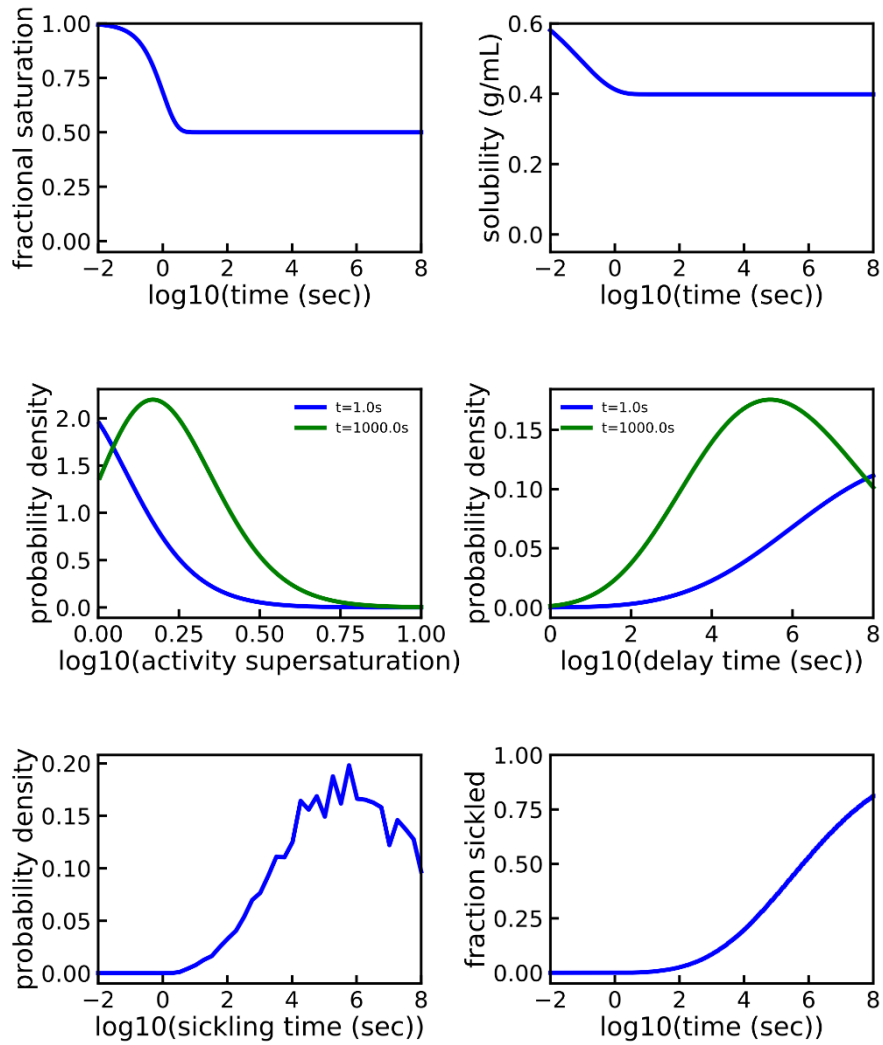 fractional saturation
1.00
0.75
0.50
0.25
0.00
−2 0 2 4 6 8
log10(time (sec))
solubility (g/mL)
0.6
0.4
0.2
0.0
−2 0 2 4 6 8
log10(time (sec))
probability density
2.0
1.5
1.0
0.5
0.0
t=1.0s
t=1000.0s
0.00 0.25 0.50 0.75 1.00
log10(activity supersaturation)
probability density
0.15
0.10
0.05
0.00
t=1.0s
t=1000.0s
0 2 4 6 8
log10(delay time (sec))
probability density
0.20
0.15
0.10
0.05
0.00
−2 0 2 4 6 8
log10(sickling time (sec))
fraction sickled
1.00
0.75
0.50
0.25
0.00
−2 0 2 4 6 8
log10(time (sec))